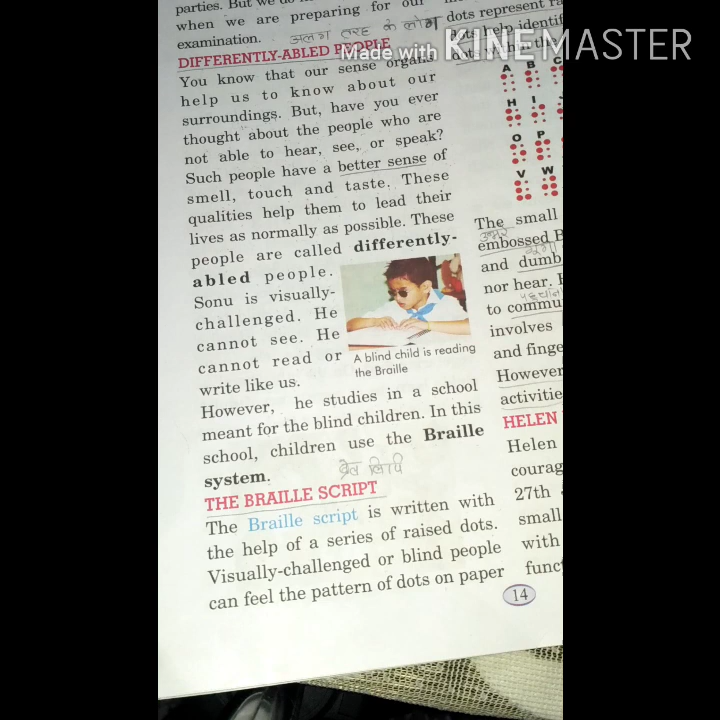 parties. But we do
when we are preparing for our
examination.
अलग तरह के लोग
DIFFERENTLY-ABLED PEOPLE
You know that our sense organs
help us to know about our
surroundings. But, have you ever
thought about the people who are
not able to hear, see, or speak?
Such people have a better sense of
smell, touch and taste. These
qualities help them to lead their
lives as normally as possible. These
people are called differently-
abled people.
Sonu is visually-
challenged. He
cannot see. He
cannot read or
write like us.
A blind child is reading
the Braille
However, he studies in a school
meant for the blind children. In this
school, children use the Braille
system.
ब्रेल लिपि
THE BRAILLE SCRIPT
The Braille script is written with
the help of a series of raised dots.
Visually-challenged or blind people
can feel the pattern of dots on paper
dots represent
dots help identif
Made with KINEMASTER
A B C
H I J
O P
V W
The small
embossed B
and dumb
nor hear.
to commu
involves
and finge
However
activitie
HELEN
Helen
courag
27th
small
with
func
14